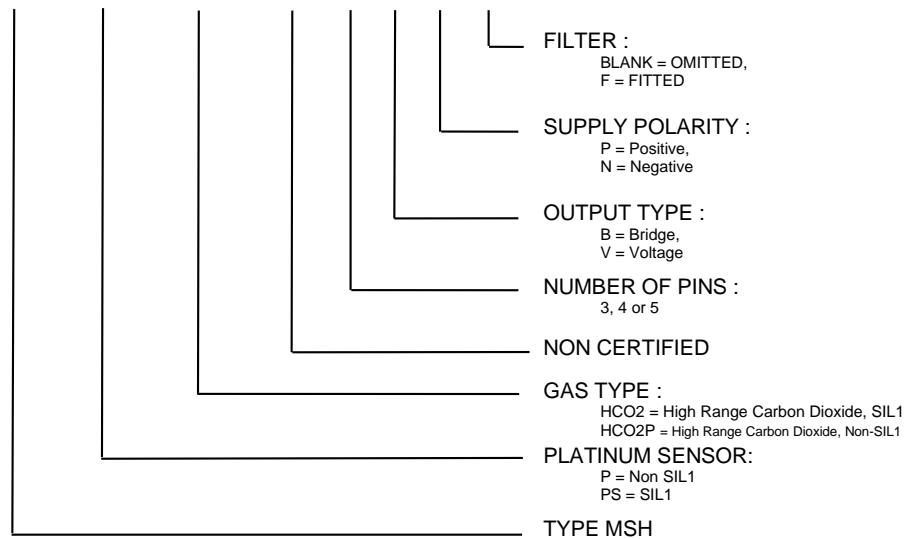 FILTER :
BLANK = OMITTED,
F = FITTED
SUPPLY POLARITY :
P = Positive,
N = Negative
OUTPUT TYPE :
B = Bridge,
V = Voltage
NUMBER OF PINS :
3, 4 or 5
NON CERTIFIED
GAS TYPE :
HCO2 = High Range Carbon Dioxide, SIL1
HCO2P = High Range Carbon Dioxide, Non-SIL1
PLATINUM SENSOR:
P = Non SIL1
PS = SIL1
TYPE MSH